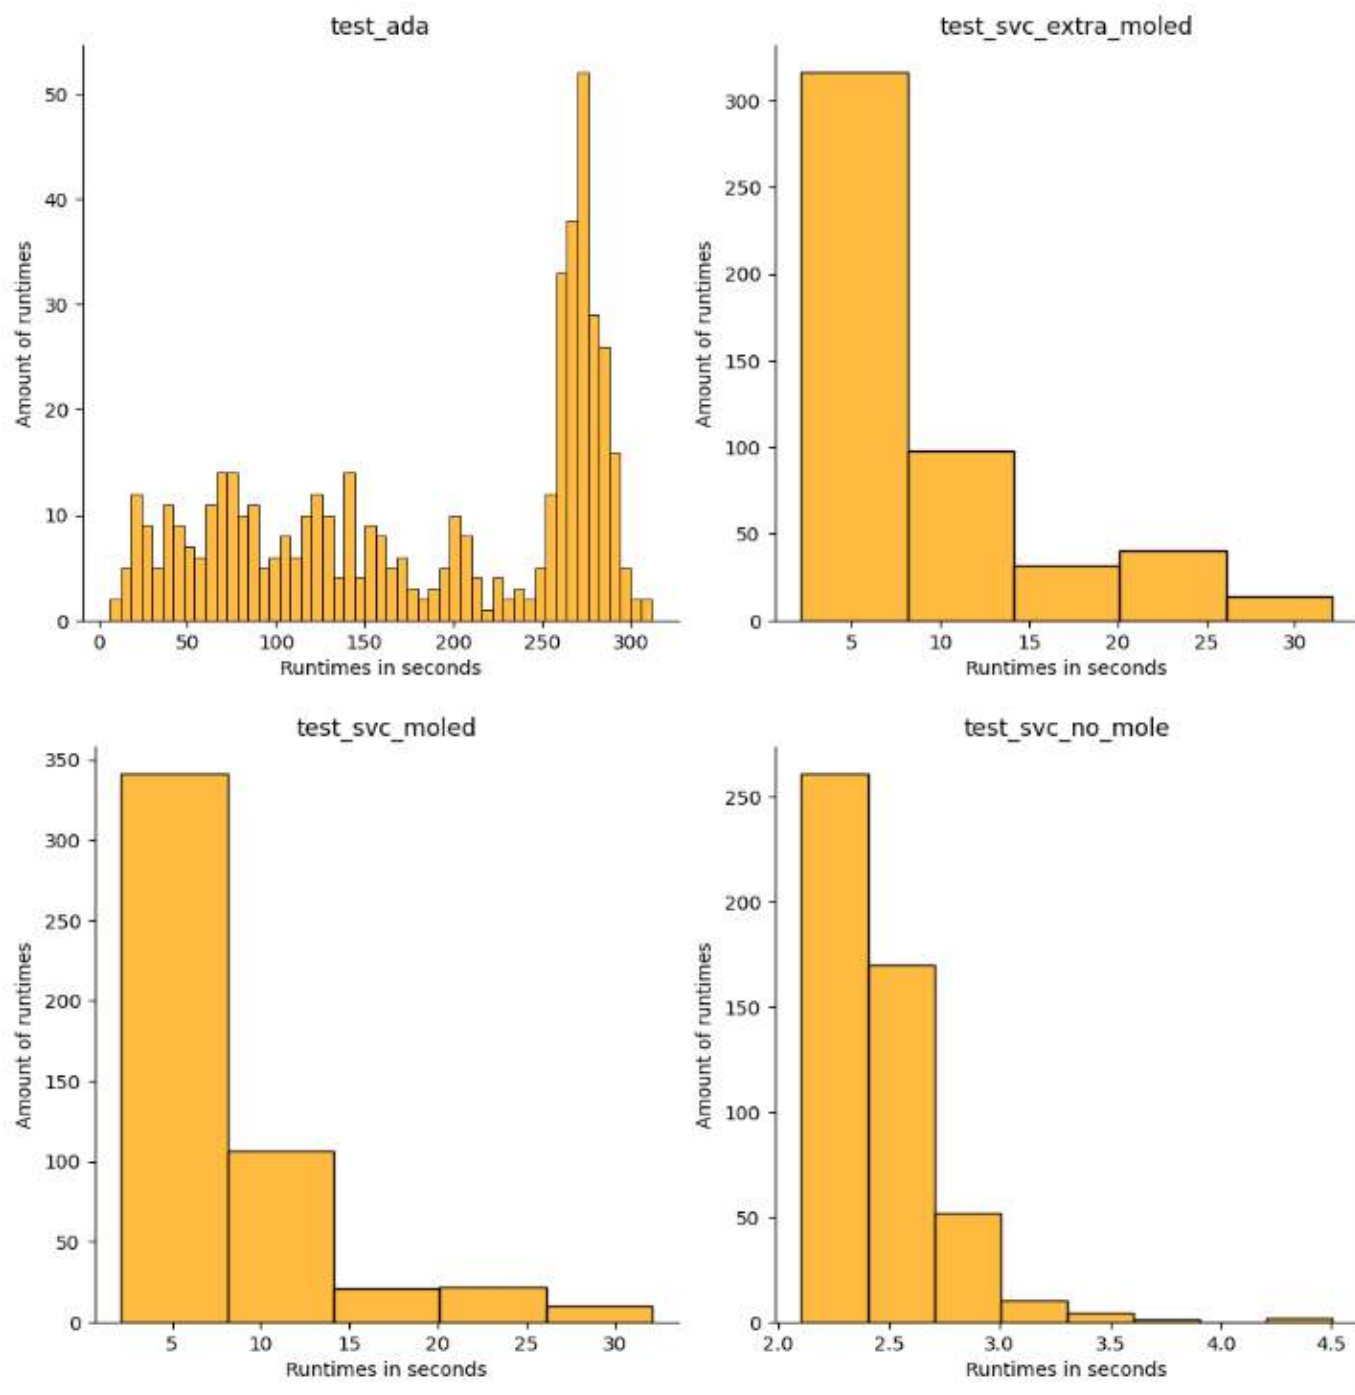 test_ada
50
40
30
20
10
0
Amount of runtimes
0 50 100 150 200 250 300
Runtimes in seconds
test_svc_extra_moled
300
250
200
150
100
50
0
Amount of runtimes
5 10 15 20 25 30
Runtimes in seconds
test_svc_moled
350
300
250
200
150
100
50
0
Amount of runtimes
5 10 15 20 25 30
Runtimes in seconds
test_svc_no_mole
250
200
150
100
50
0
Amount of runtimes
2.0 2.5 3.0 3.5 4.0 4.5
Runtimes in seconds